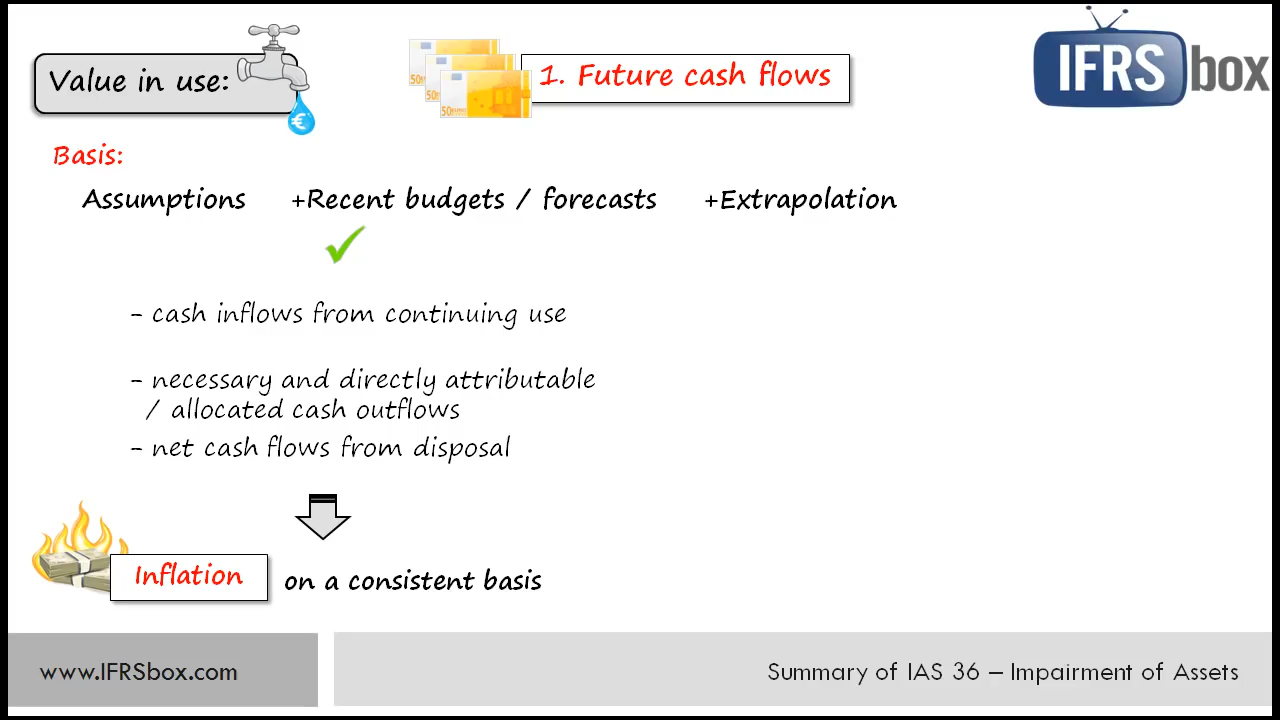 Value in use:
€
1. Future cash flows
IFRS box
Basis:
Assumptions +Recent budgets / forecasts +Extrapolation
- cash inflows from continuing use
- necessary and directly attributable
/ allocated cash outflows
- net cash flows from disposal
Inflation on a consistent basis
www.IFRSbox.com
Summary of IAS 36 – Impairment of Assets